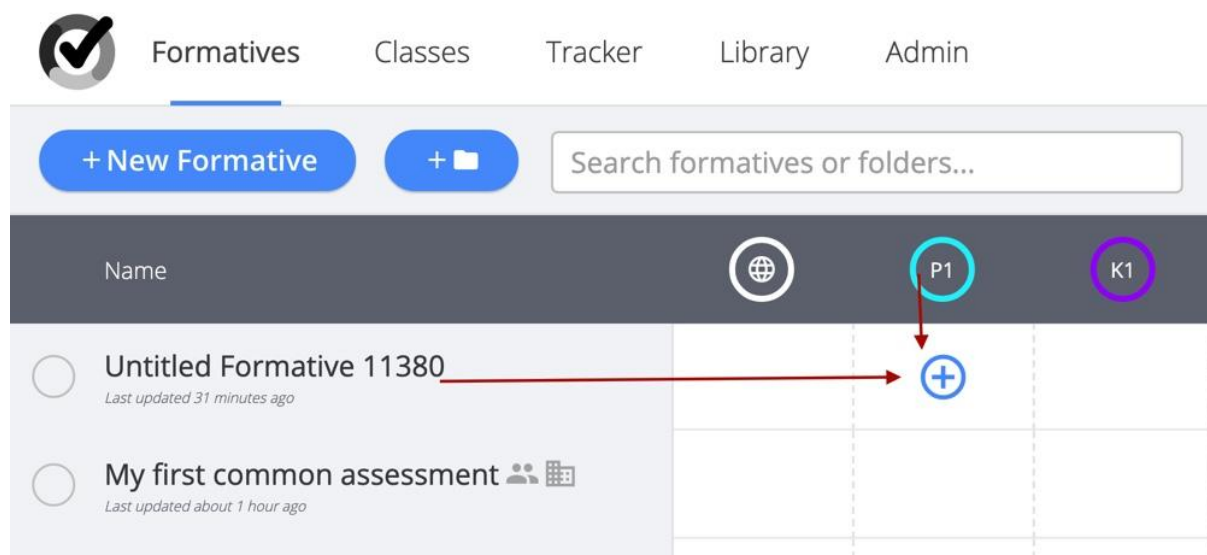 Formatives Classes Tracker Library Admin
+ New Formative + Search formatives or folders...
Name P1 K1
Untitled Formative 11380
Last updated 31 minutes ago
My first common assessment
Last updated about 1 hour ago